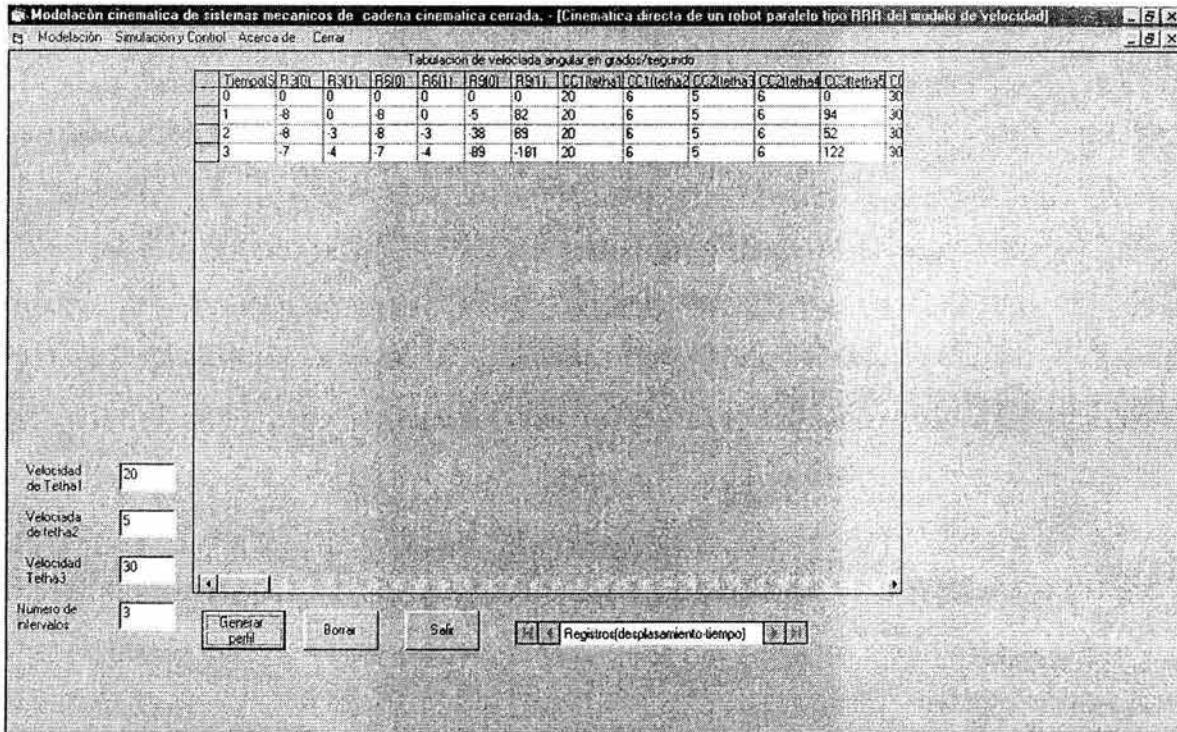 Modelaciòn cinematica de sistemas mecanicos de cadena cinematica cerrada. - [Cinematica directa de un robot paralelo tipo RRR del modulo de velocidad]
Modelación Simulación y Control Acerca de Cerrar
Tabulacion de velociada angular en grados/segundo
Tiempo(S R3(0) R3(1) R6(0) R6(1) R9(0) R9(1) CC1(tetha1 CC1(tetha2 CC2(tetha3 CC2(tetha4 CC3(tetha5 CC
0 0 0 0 0 0 0 20 6 5 6 0 30
1 -8 0 -8 0 -5 82 20 6 5 6 94 30
2 -8 -3 -8 -3 -38 89 20 6 5 6 52 30
3 -7 -4 -7 -4 -89 -181 20 6 5 6 122 30
Velocidad de Tetha1 20
Velociada de tetha2 5
Velocidad Tetha3 30
Numero de intervalos 3
Generar perfil
Borrar
Salir
Registros(desplasamiento-tiempo)